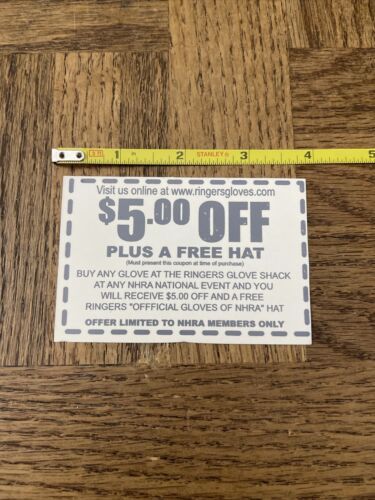 1 2 STANLEY® 3 4 5
Visit us online at www.ringersgloves.com
$5.00 OFF
PLUS A FREE HAT
(Must present this coupon at time of purchase)
BUY ANY GLOVE AT THE RINGERS GLOVE SHACK
AT ANY NHRA NATIONAL EVENT AND YOU
WILL RECEIVE $5.00 OFF AND A FREE
RINGERS "OFFFICIAL GLOVES OF NHRA" HAT
OFFER LIMITED TO NHRA MEMBERS ONLY